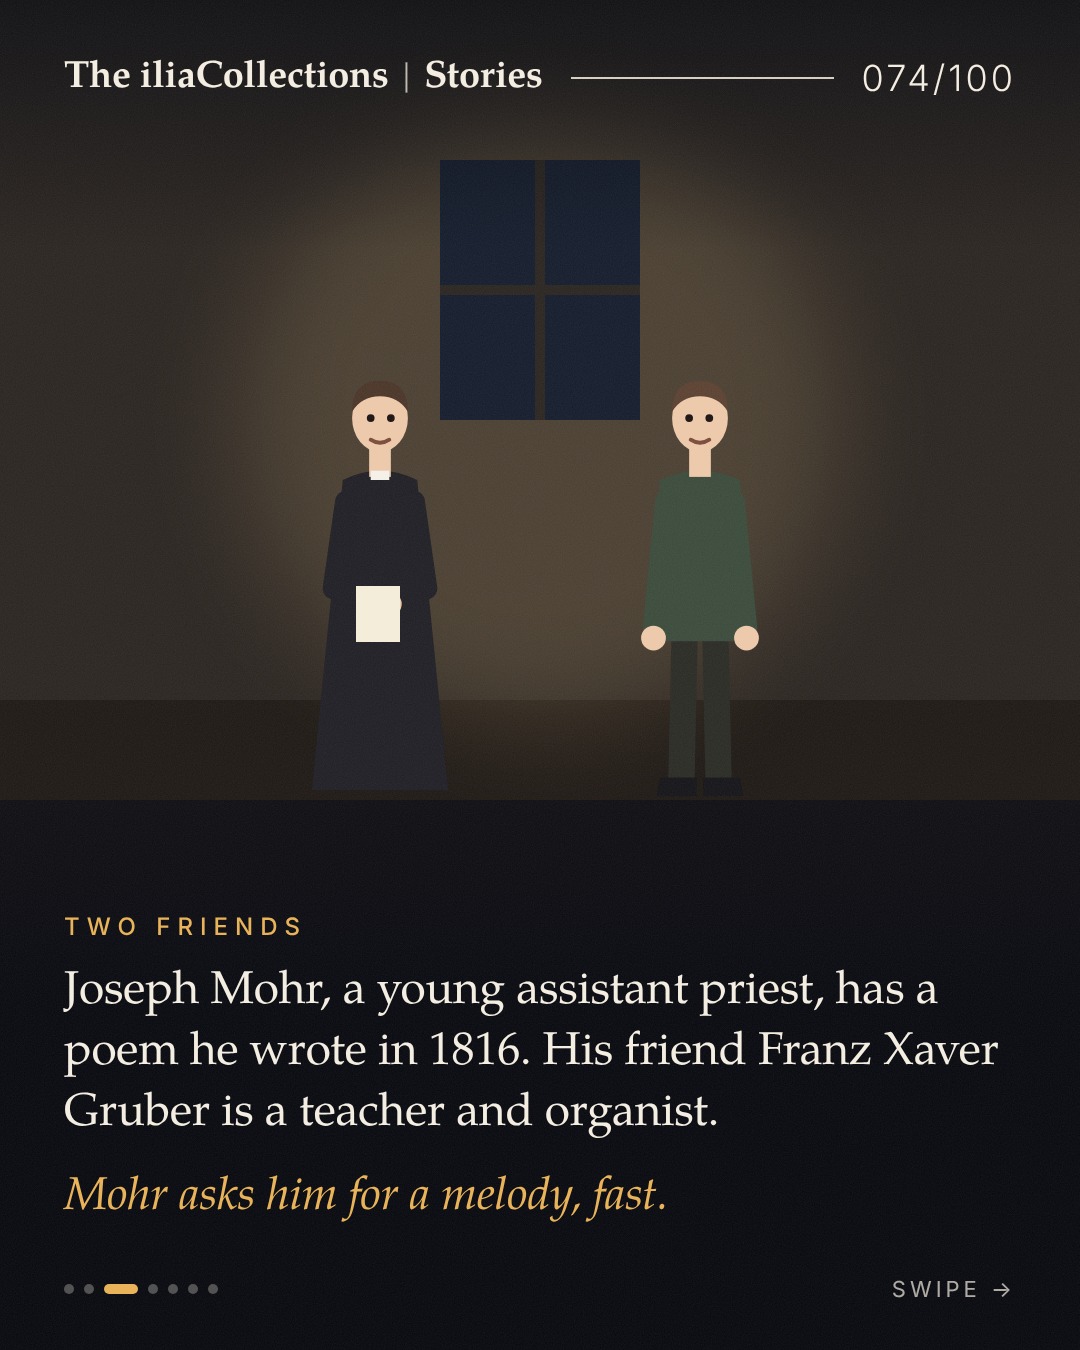 The iliaCollections | Stories 074/100
TWO FRIENDS
Joseph Mohr, a young assistant priest, has a
poem he wrote in 1816. His friend Franz Xaver
Gruber is a teacher and organist.
Mohr asks him for a melody, fast.
SWIPE →